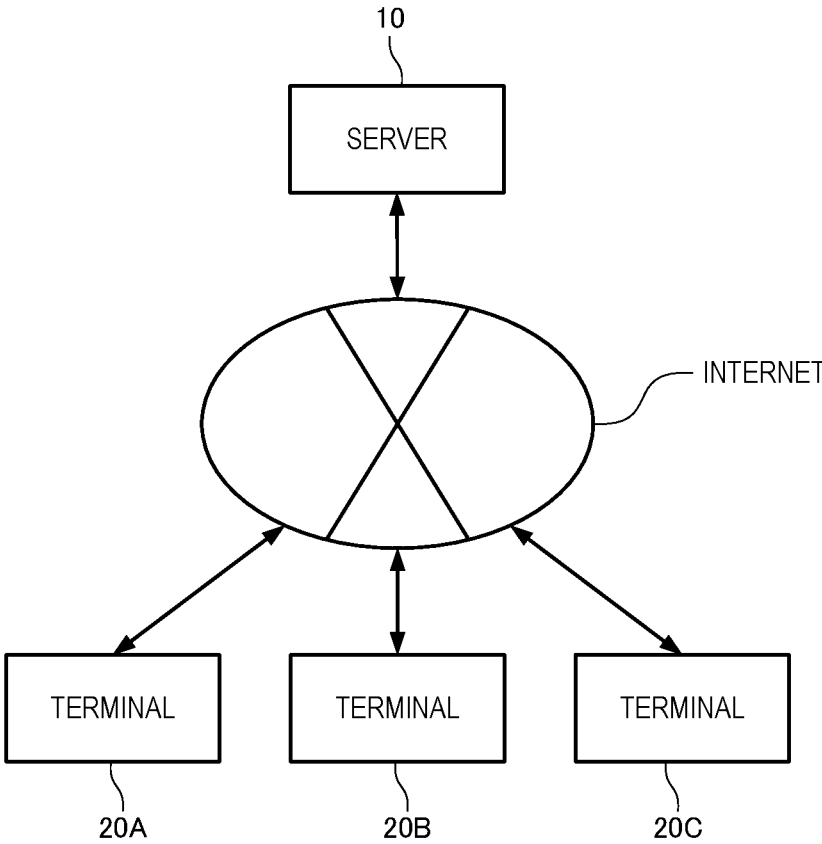 10
SERVER
INTERNET
TERMINAL
TERMINAL
TERMINAL
20A
20B
20C